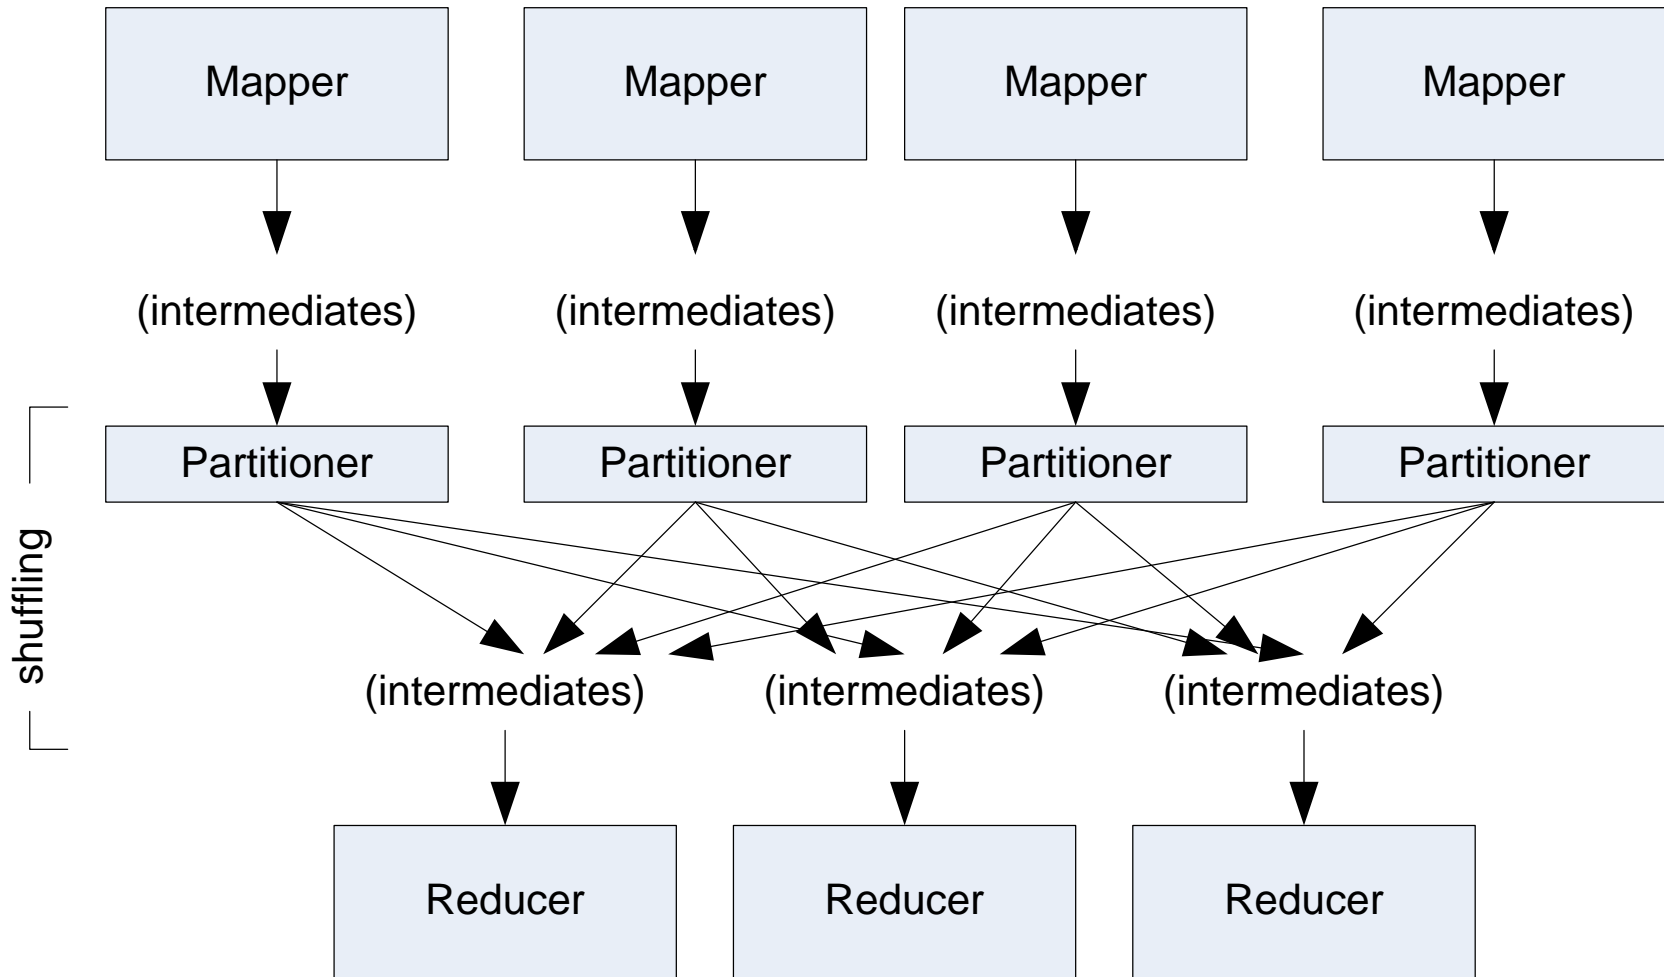 Mapper Mapper Mapper Mapper
(intermediates) (intermediates) (intermediates) (intermediates)
Partitioner Partitioner Partitioner Partitioner
shuffling
(intermediates) (intermediates) (intermediates)
Reducer Reducer Reducer